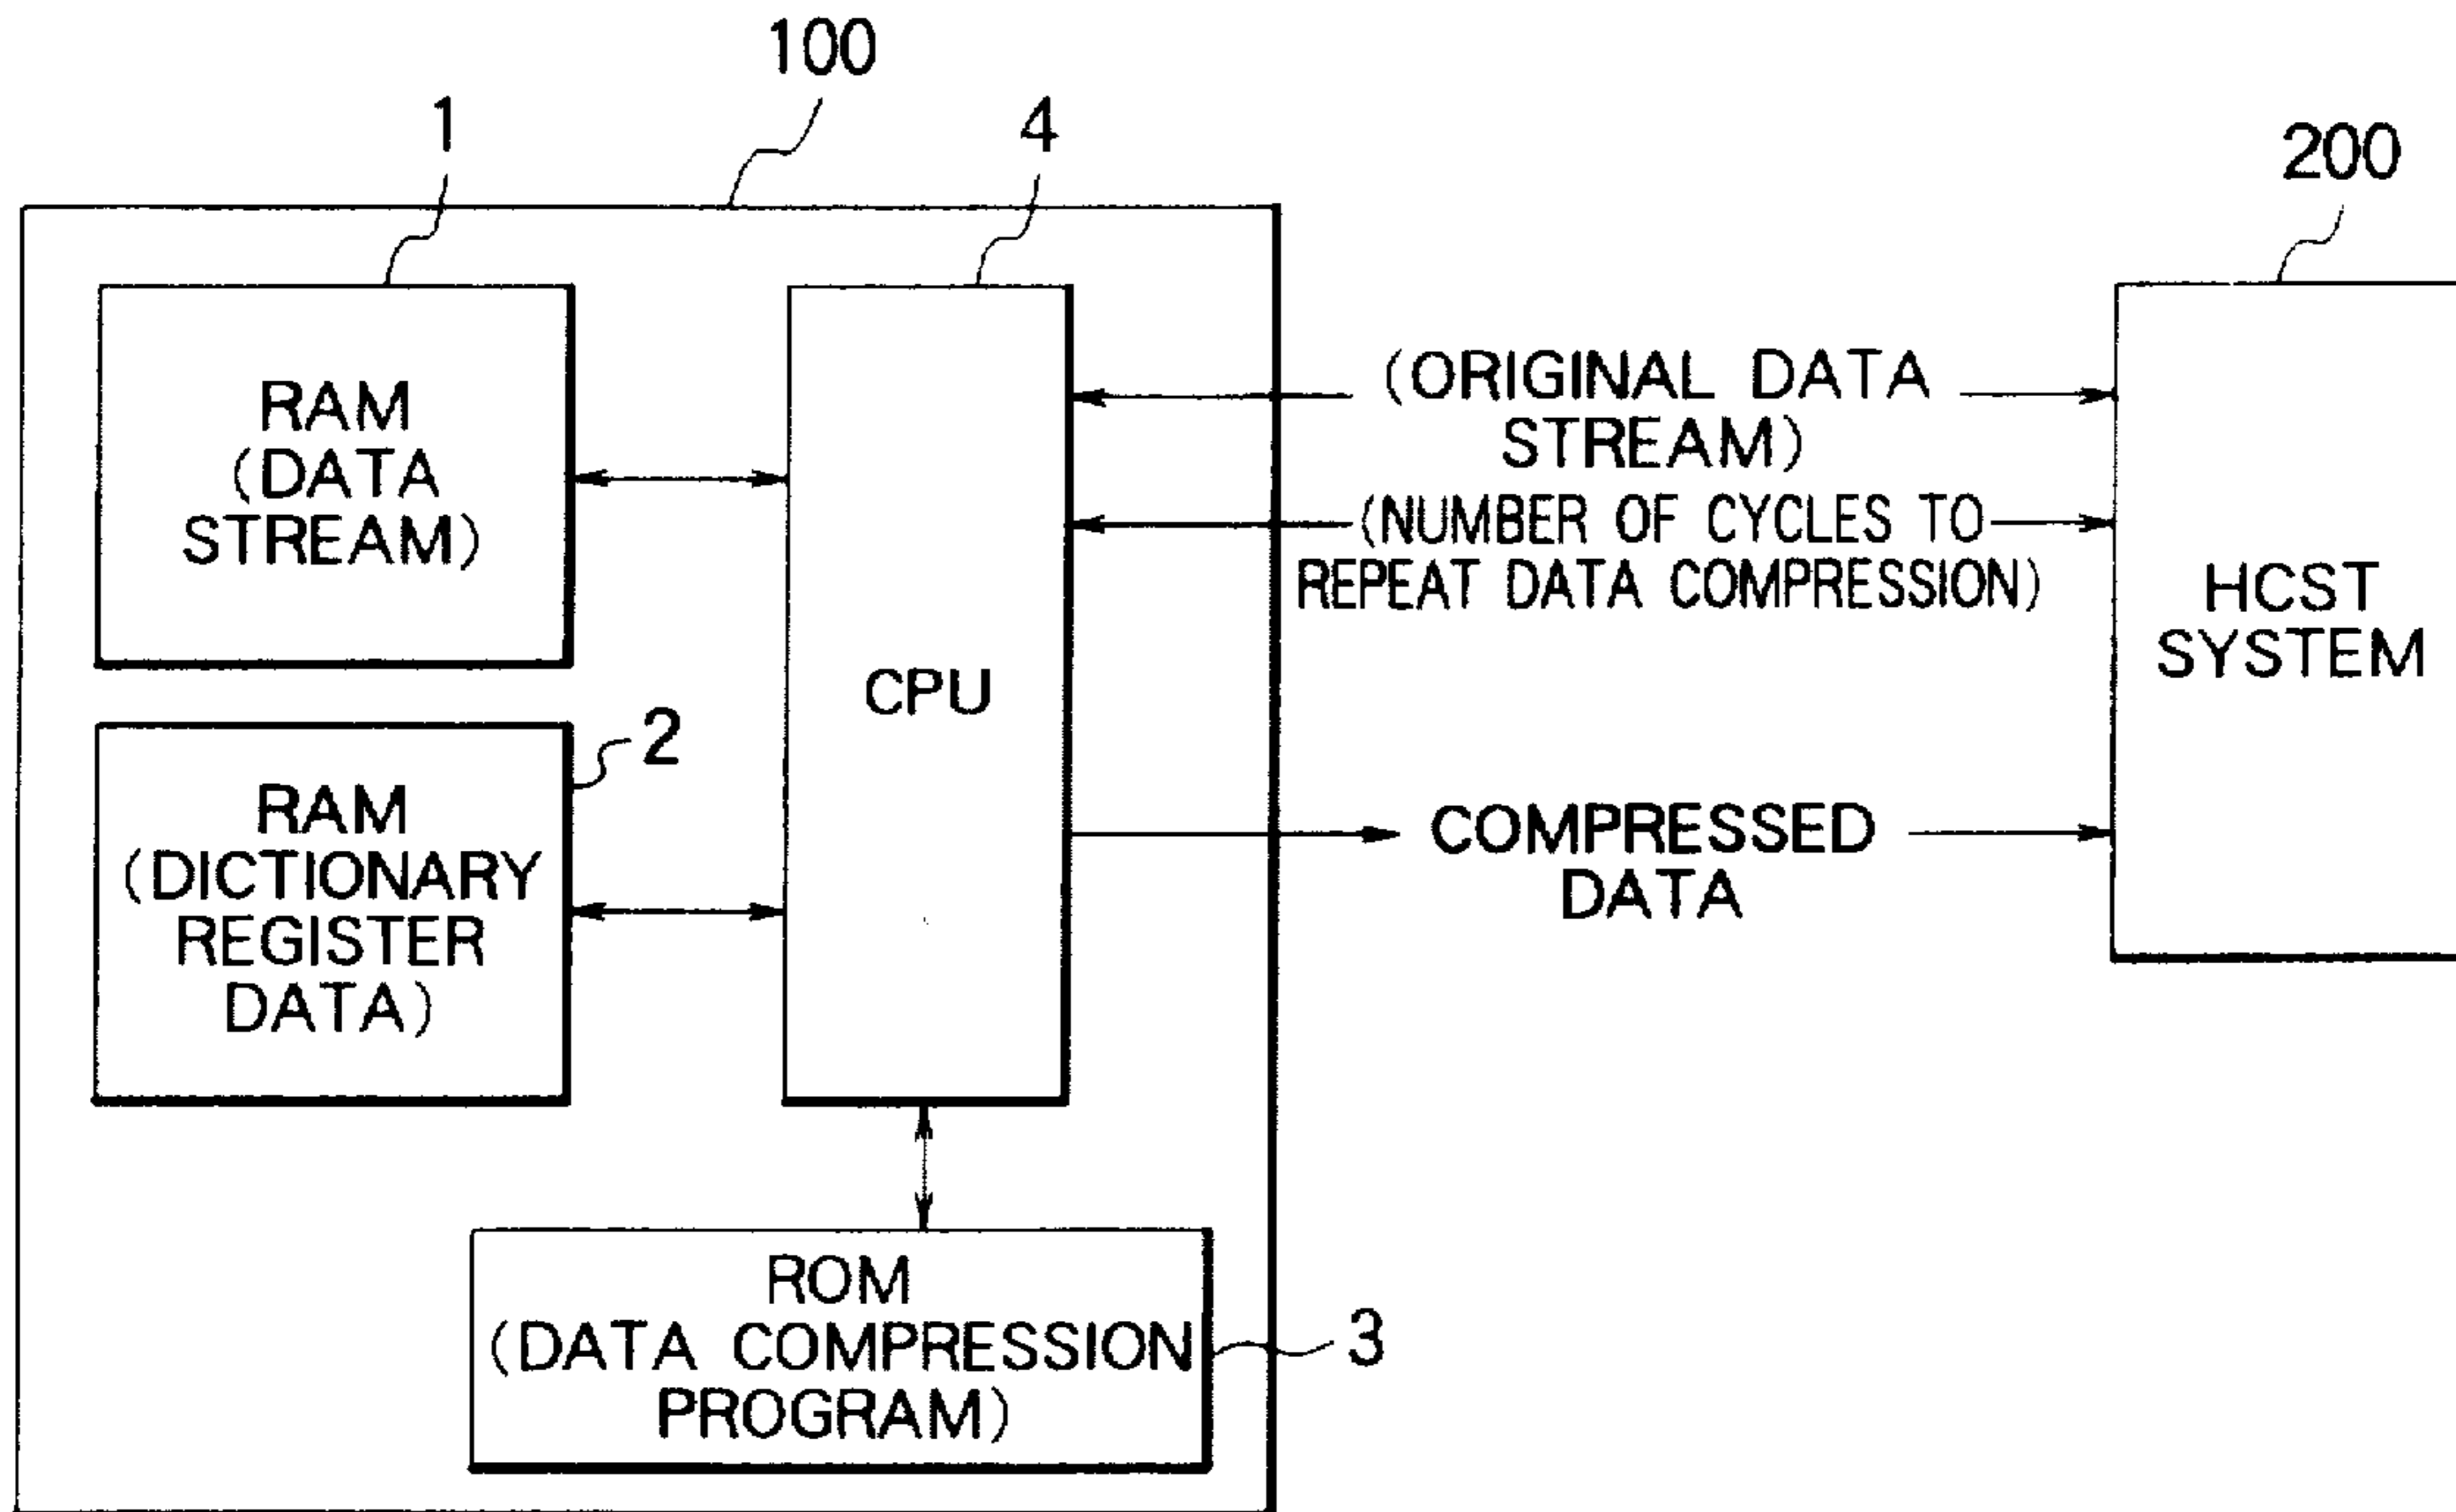 100
1
4
200
RAM
(DATA
STREAM)
CPU
(ORIGINAL DATA
STREAM)
(NUMBER OF CYCLES TO
REPEAT DATA COMPRESSION)
HCST
SYSTEM
2
RAM
(DICTIONARY
REGISTER
DATA)
COMPRESSED
DATA
ROM
(DATA COMPRESSION
PROGRAM)
3